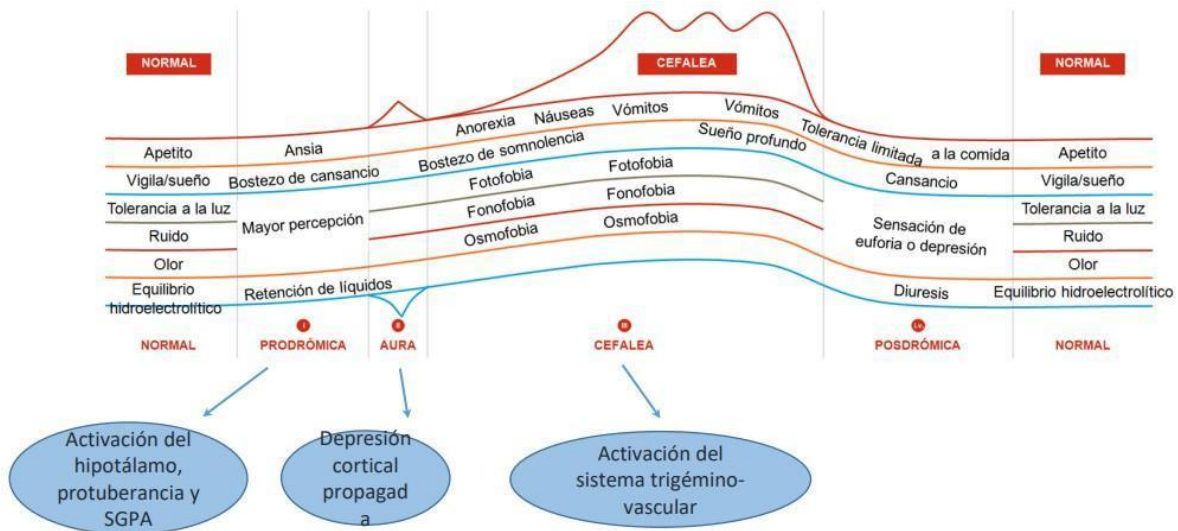 NORMAL
CEFALEA
NORMAL
Anorexia Náuseas Vómitos Vómitos
Apetito Ansia Tolerancia limitada a la comida Apetito
Vigila/sueño Bostezo de cansancio Bostezo de somnolencia Sueño profundo Cansancio Vigila/sueño
Tolerancia a la luz Fotofobia Fotofobia Tolerancia a la luz
Ruido Mayor percepción Fonofobia Fonofobia Sensación de Ruido
euforia o depresión
Olor Osmofobia Osmofobia Olor
Equilibrio Retención de líquidos Diuresis Equilibrio hidroelectrolítico
hidroelectrolítico
I II III i.v.
NORMAL PRODRÓMICA AURA CEFALEA POSDRÓMICA NORMAL
Activación del
hipotálamo,
protuberancia y
SGPA
Depresión
cortical
propagad
a
Activación del
sistema trigémino-
vascular